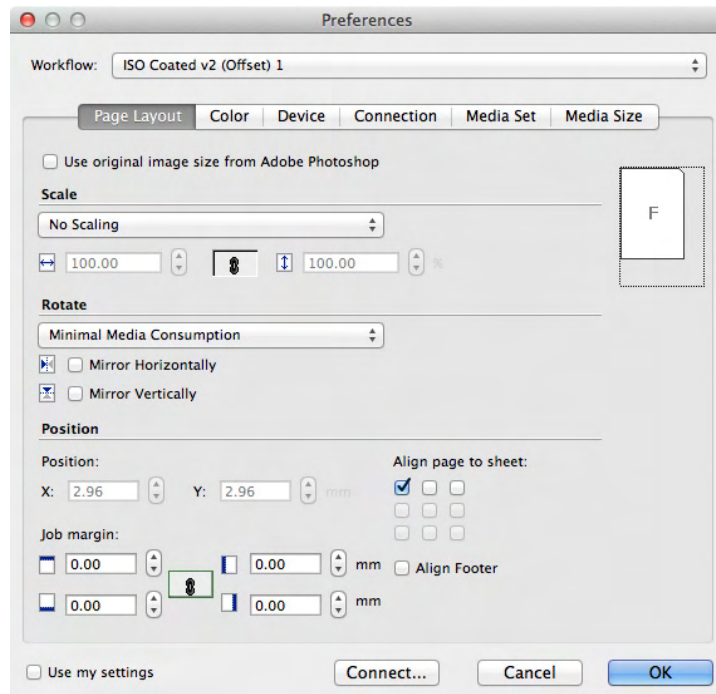 Preferences
Workflow: ISO Coated v2 (Offset) 1
Page Layout Color Device Connection Media Set Media Size
Use original image size from Adobe Photoshop
Scale
No Scaling
F
100.00 100.00 %
Rotate
Minimal Media Consumption
Mirror Horizontally
Mirror Vertically
Position
Position: Align page to sheet:
X: 2.96 Y: 2.96 mm
Job margin:
0.00 0.00 mm Align Footer
0.00 0.00 mm
Use my settings Connect... Cancel OK